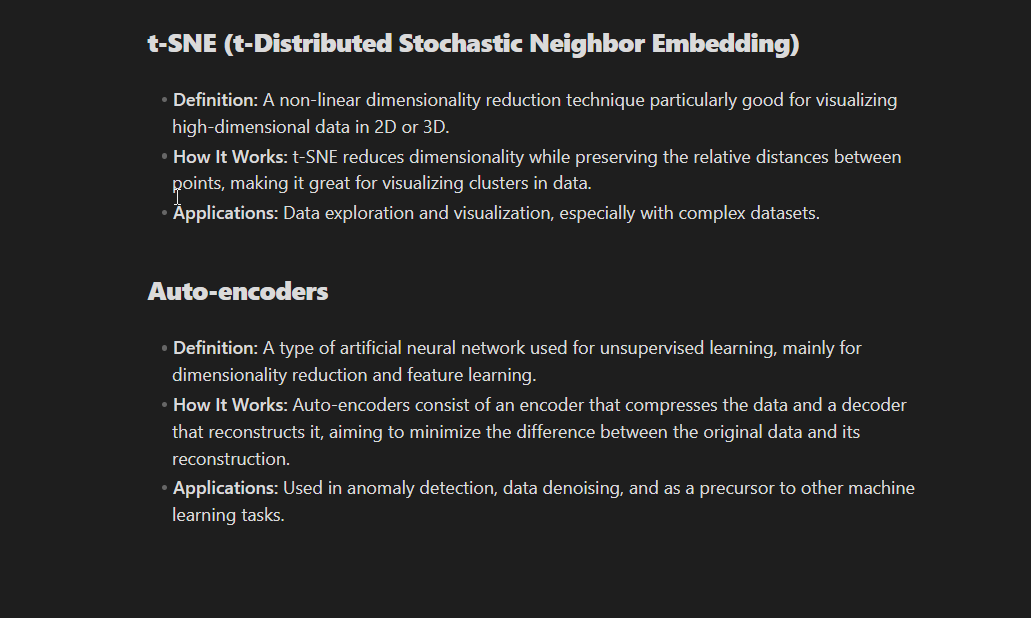 t-SNE (t-Distributed Stochastic Neighbor Embedding)
• Definition: A non-linear dimensionality reduction technique particularly good for visualizing
high-dimensional data in 2D or 3D.
• How It Works: t-SNE reduces dimensionality while preserving the relative distances between
points, making it great for visualizing clusters in data.
• Applications: Data exploration and visualization, especially with complex datasets.
Auto-encoders
• Definition: A type of artificial neural network used for unsupervised learning, mainly for
dimensionality reduction and feature learning.
• How It Works: Auto-encoders consist of an encoder that compresses the data and a decoder
that reconstructs it, aiming to minimize the difference between the original data and its
reconstruction.
• Applications: Used in anomaly detection, data denoising, and as a precursor to other machine
learning tasks.